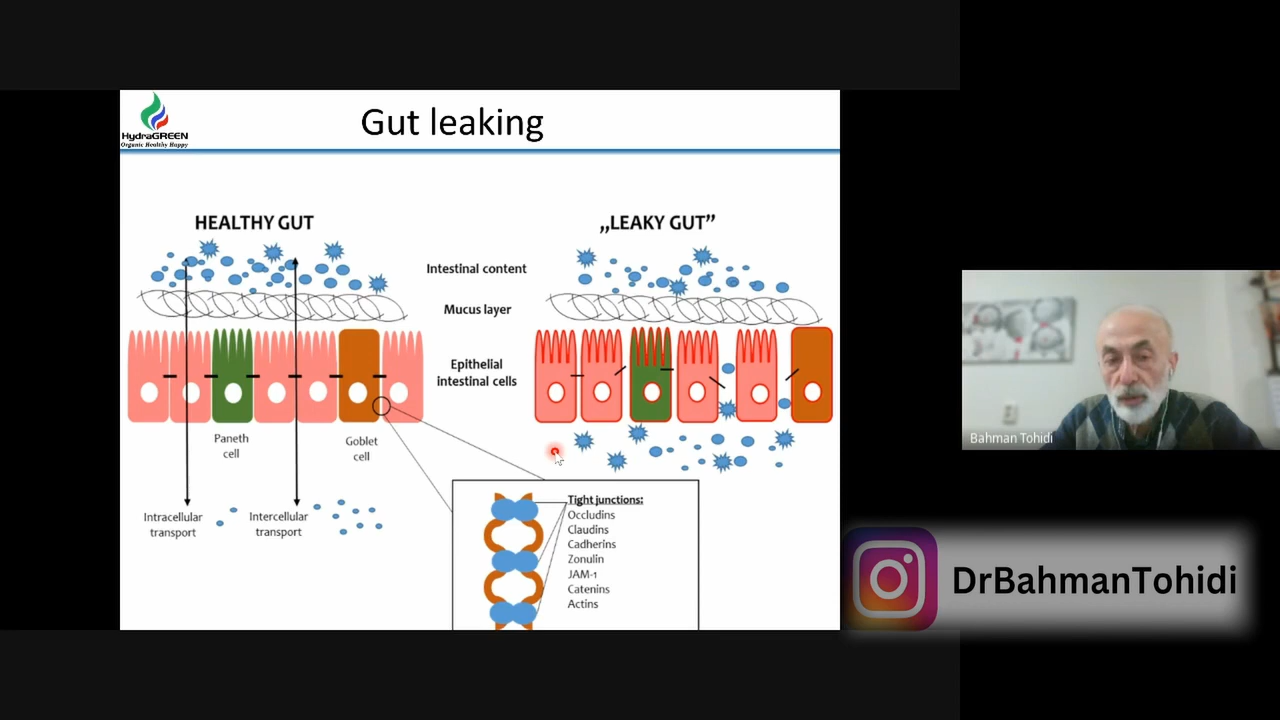 HydraGREEN
Organic Healthy Happy
Gut leaking
HEALTHY GUT
„LEAKY GUT”
Intestinal content
Mucus layer
Epithelial
intestinal cells
Paneth
cell
Goblet
cell
Intracellular
transport
Intercellular
transport
Tight junctions:
Occludins
Claudins
Cadherins
Zonulin
JAM-1
Catenins
Actins
Bahman Tohidi
DrBahmanTohidi